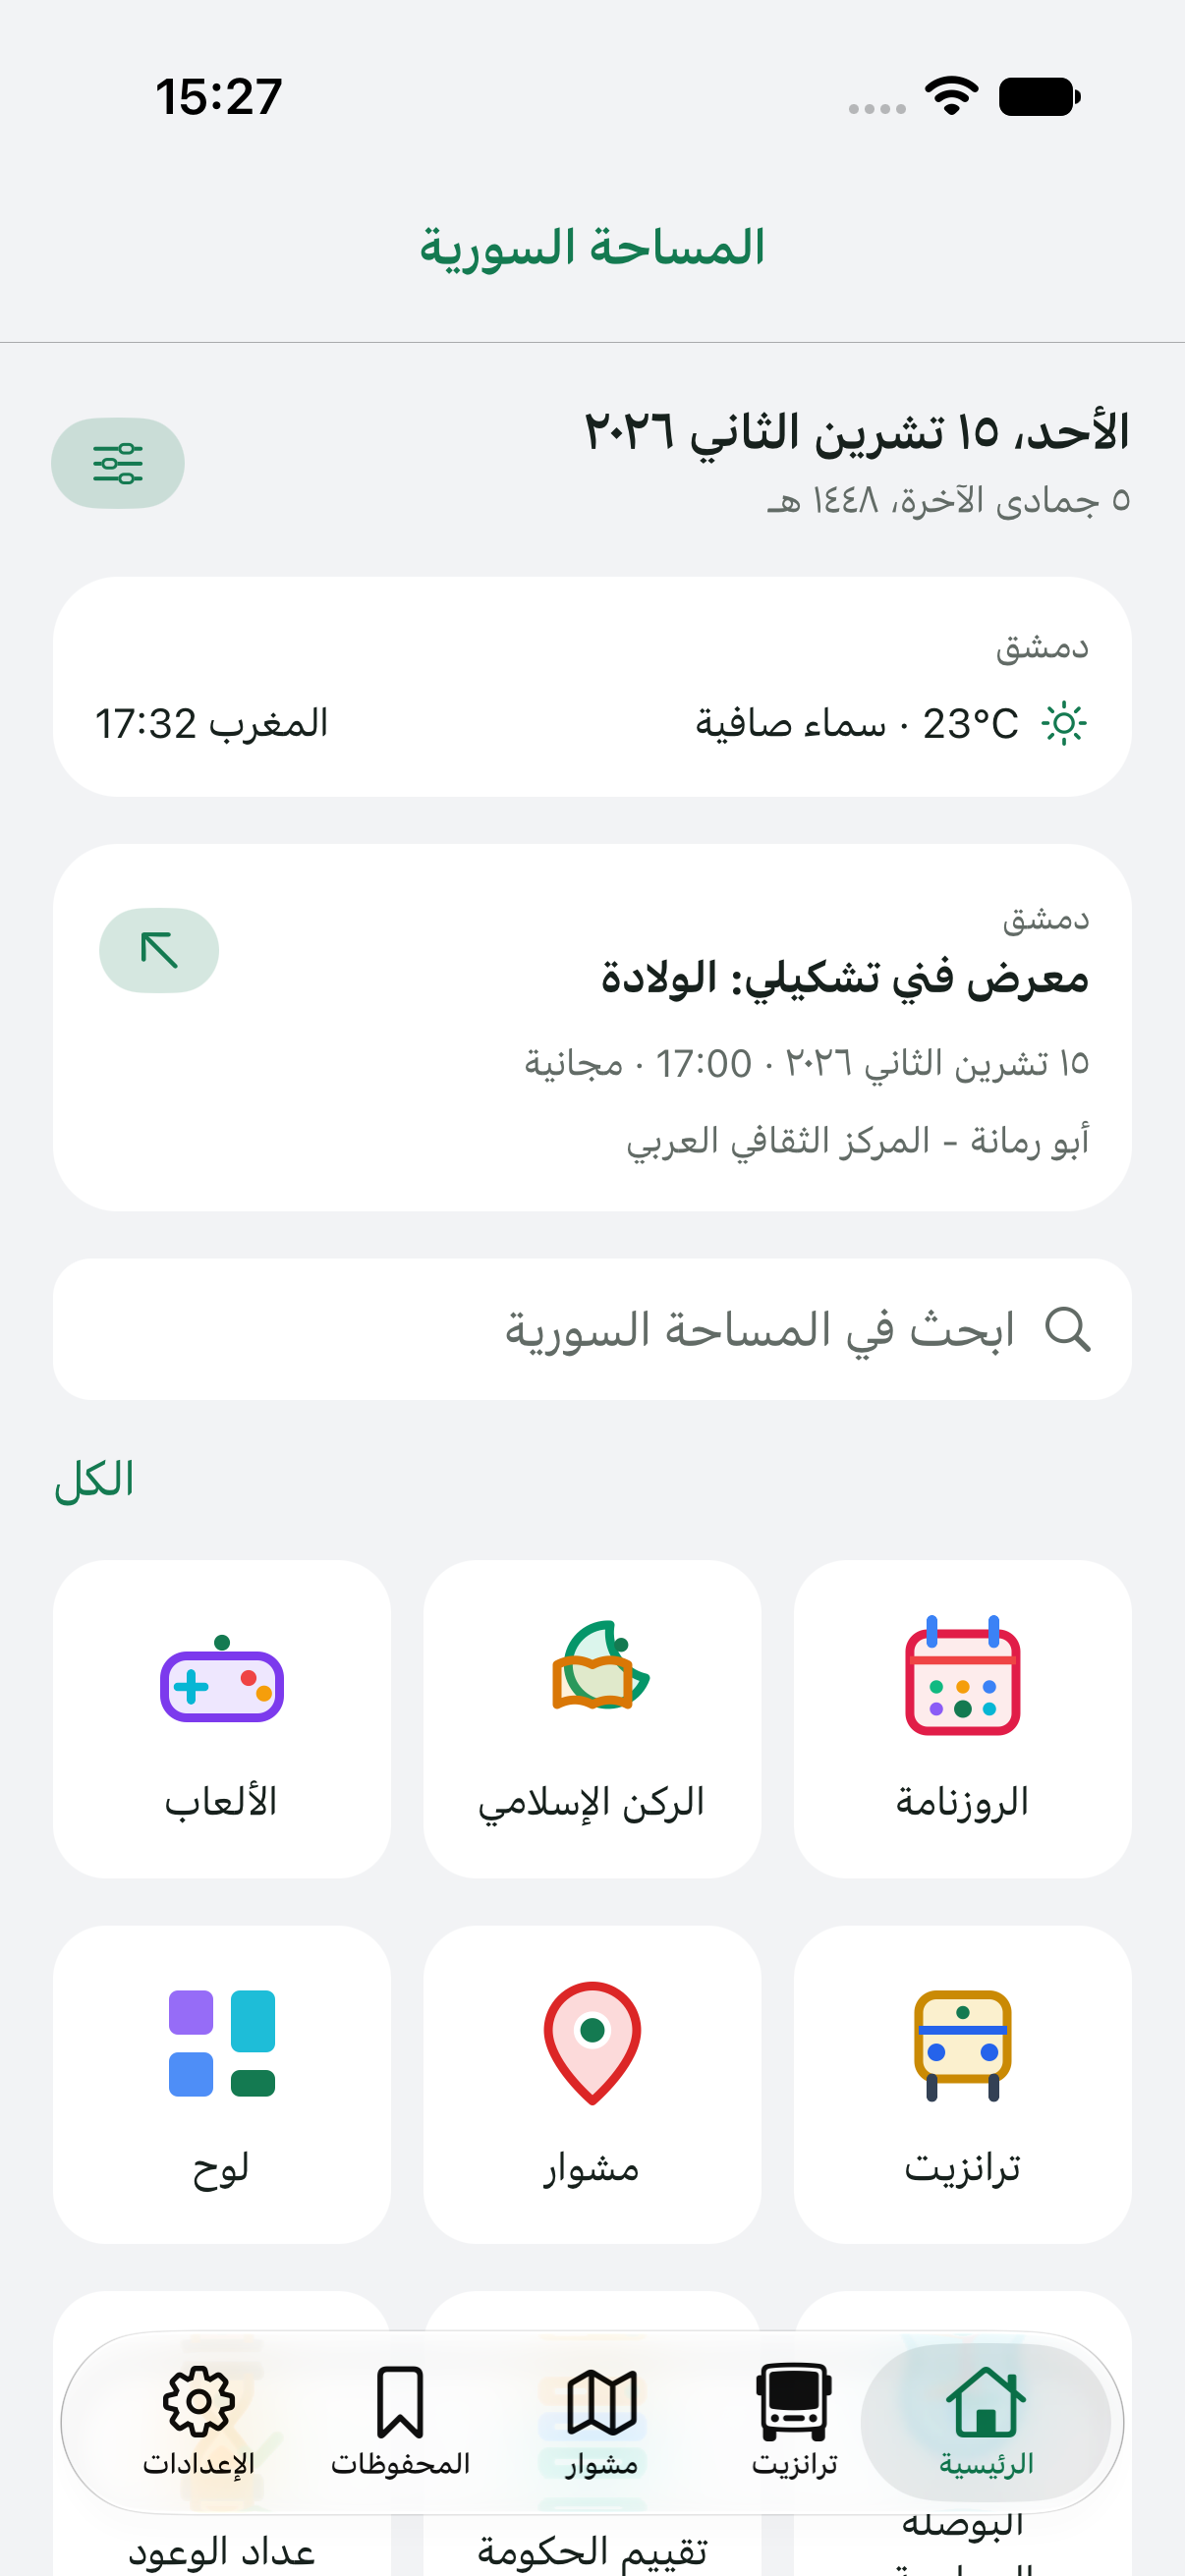 15:27
المساحة السورية
الأحد، ١٥ تشرين الثاني ٢٠٢٦
٥ جمادى الآخرة، ١٤٤٨ هـ
دمشق
23°C · سماء صافية
المغرب 17:32
دمشق
معرض فني تشكيلي: الولادة
١٥ تشرين الثاني ٢٠٢٦ · 17:00 · مجانية
أبو رمانة - المركز الثقافي العربي
ابحث في المساحة السورية
الكل
الروزنامة
الركن الإسلامي
الألعاب
ترانزيت
مشوار
لوح
الرئيسية
ترانزيت
مشوار
المحفوظات
الإعدادات
البوصلة
تقييم الحكومة
عداد الوعود